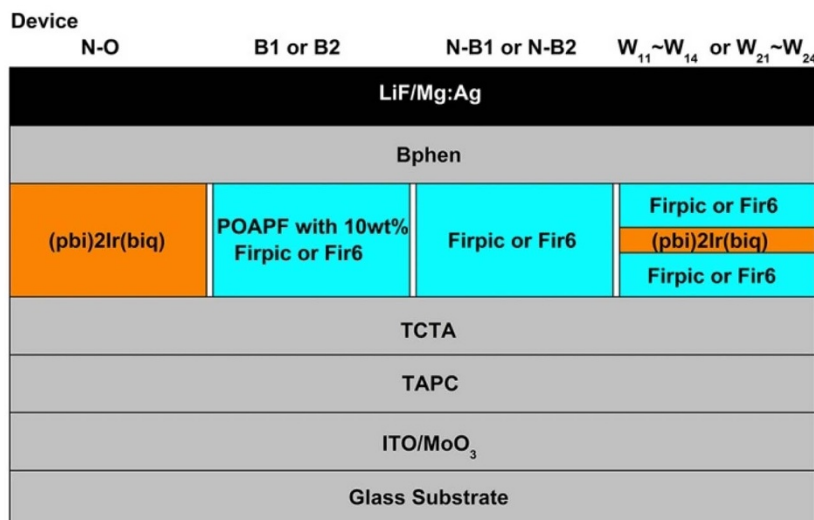 Device
N-O B1 or B2 N-B1 or N-B2 W₁₁~W₁₄ or W₂₁~W₂₄
LiF/Mg:Ag
Bphen
(pbi)2Ir(biq)
POAPF with 10wt%
Firpic or Fir6
Firpic or Fir6
Firpic or Fir6
(pbi)2Ir(biq)
Firpic or Fir6
TCTA
TAPC
ITO/MoO₃
Glass Substrate